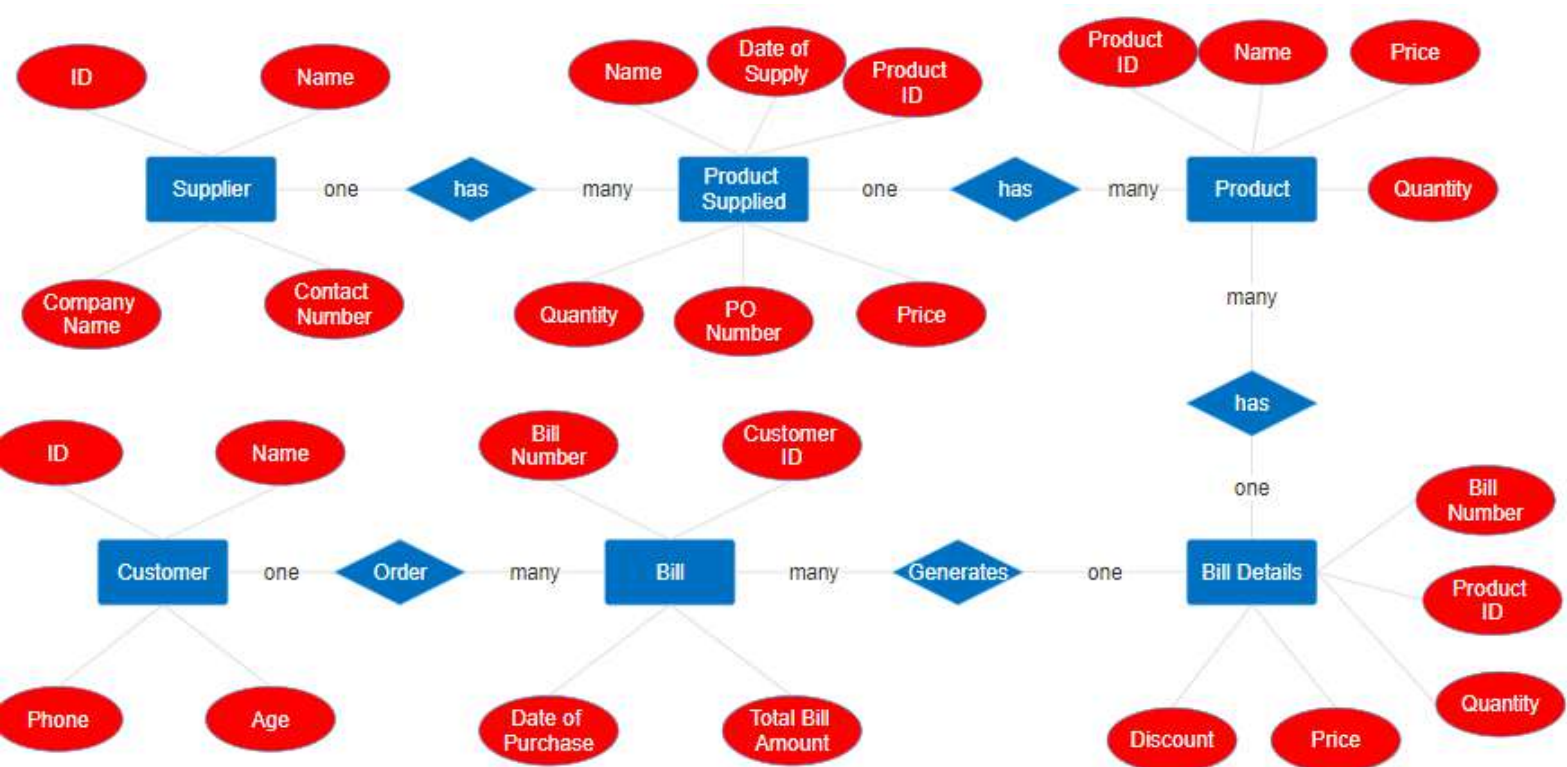 ID
Name
Name
Date of
Supply
Product
ID
Product
ID
Name
Price
Supplier
one
has
many
Product
Supplied
one
has
many
Product
Quantity
Company
Name
Contact
Number
Quantity
PO
Number
Price
many
has
one
ID
Name
Bill
Number
Customer
ID
Bill
Number
Customer
one
Order
many
Bill
many
Generates
one
Bill Details
Product
ID
Quantity
Phone
Age
Date of
Purchase
Total Bill
Amount
Discount
Price